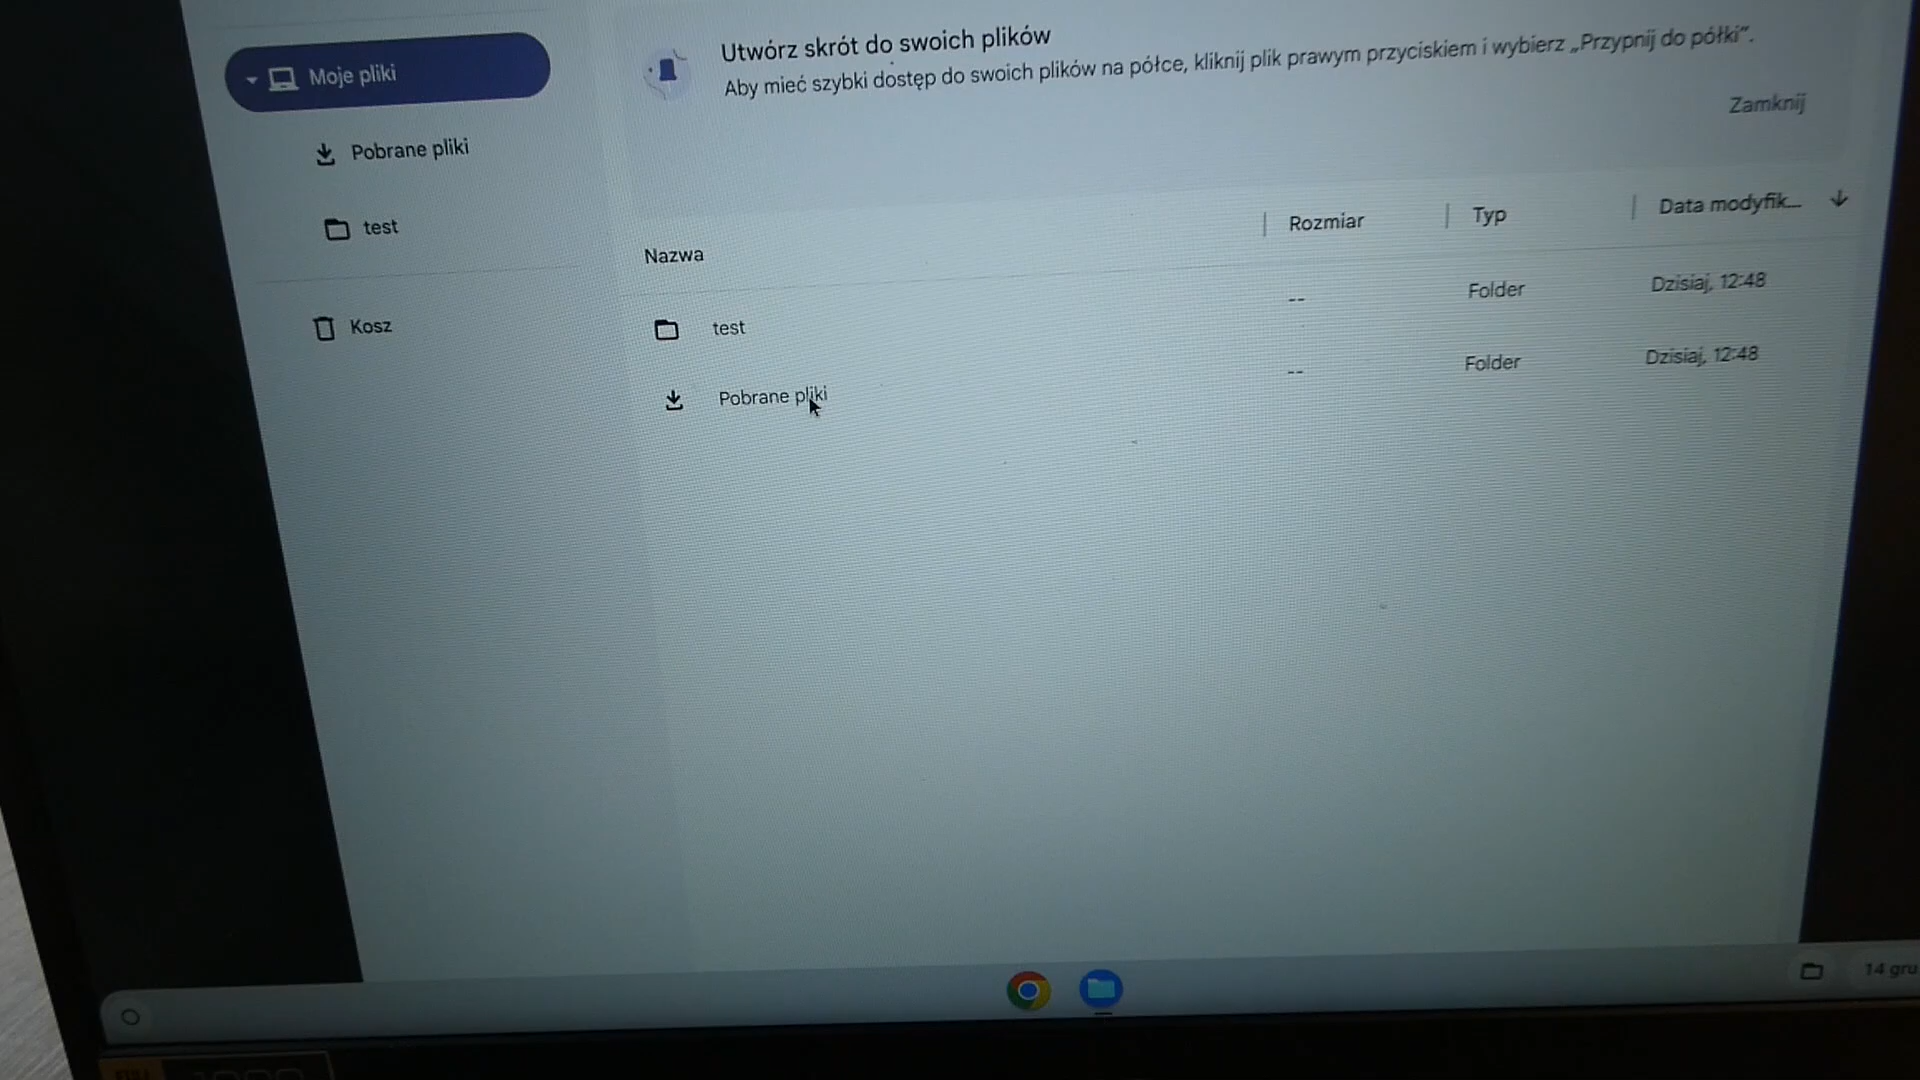 Moje pliki
Pobrane pliki
test
Kosz
Utwórz skrót do swoich plików
Aby mieć szybki dostęp do swoich plików na półce, kliknij plik prawym przyciskiem i wybierz „Przypnij do półki”.
Zamknij
Nazwa Rozmiar Typ Data modyfik...
test -- Folder Dzisiaj, 12:48
Pobrane pliki -- Folder Dzisiaj, 12:48
14 gru